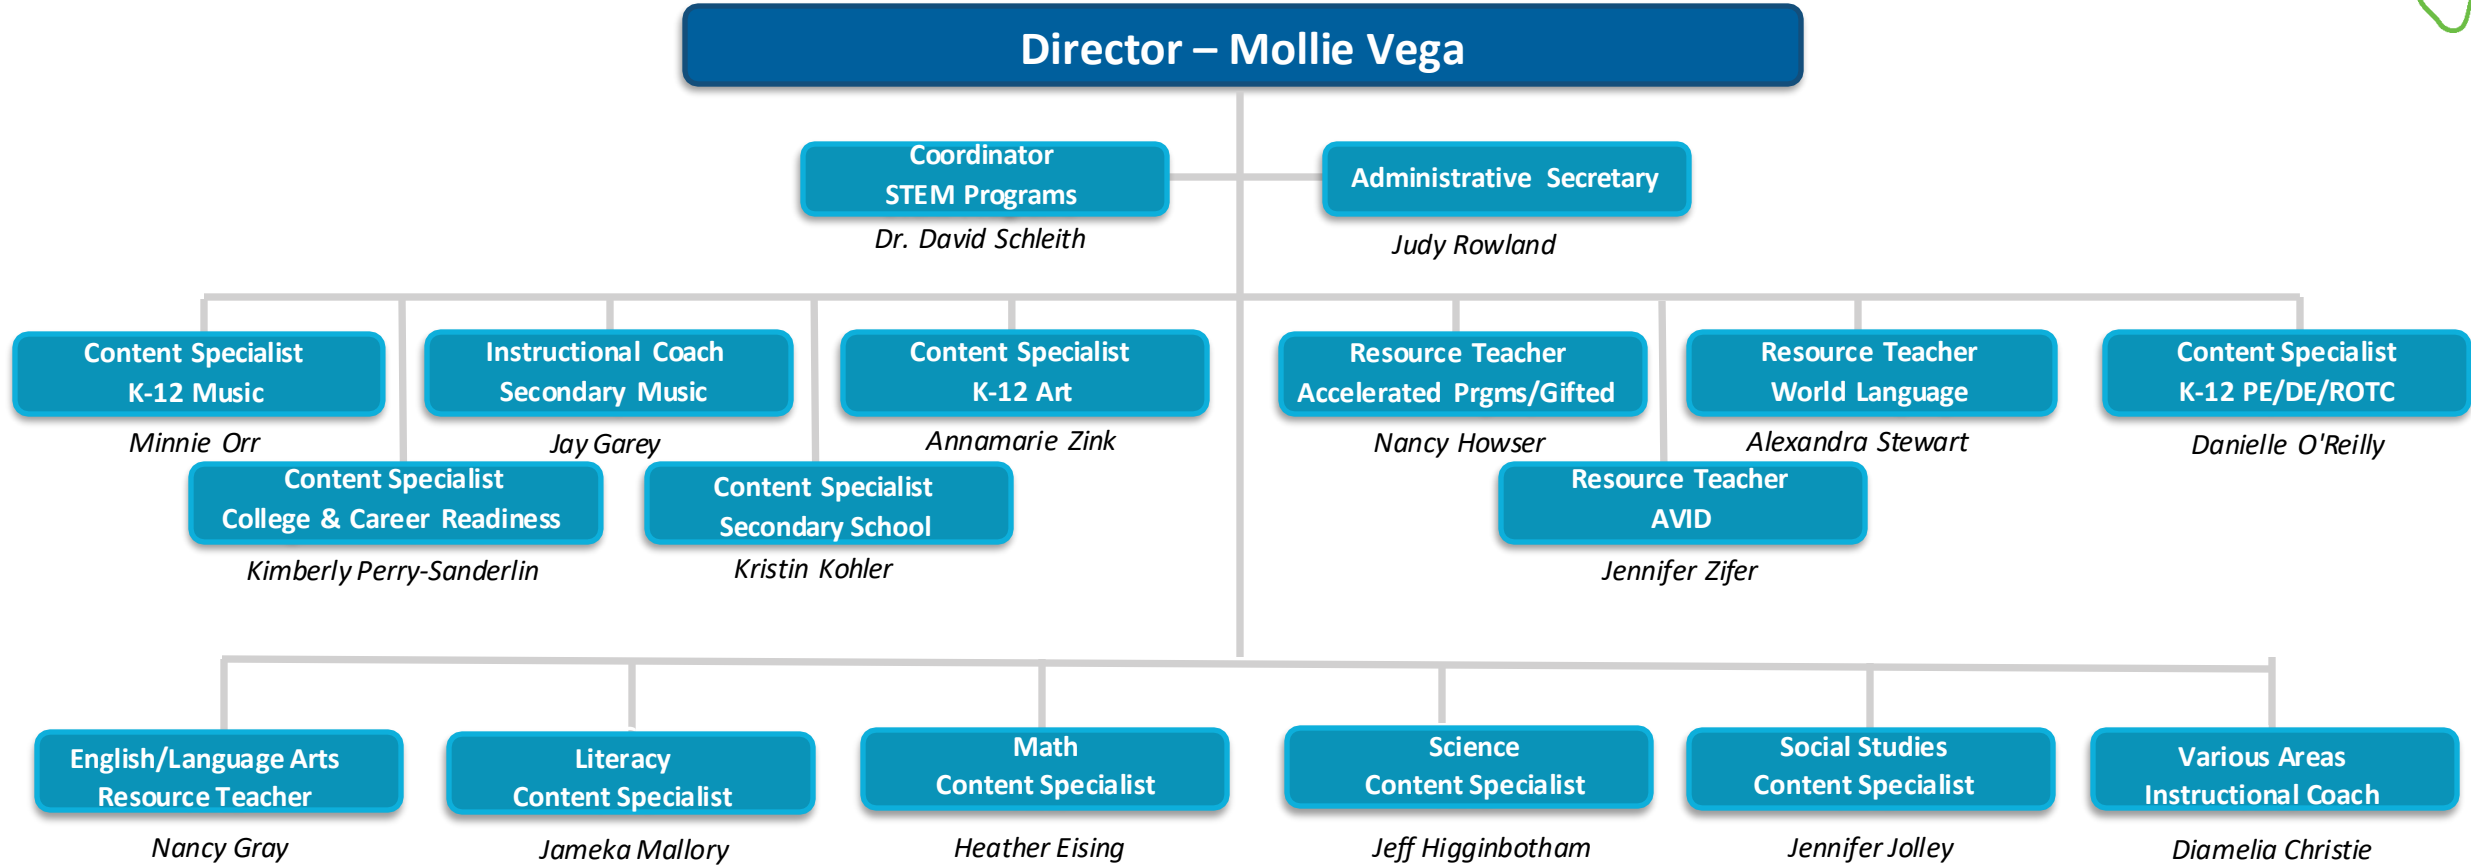 Director – Mollie Vega
Coordinator
STEM Programs
Dr. David Schleith
Administrative Secretary
Judy Rowland
Content Specialist
K-12 Music
Minnie Orr
Instructional Coach
Secondary Music
Jay Garey
Content Specialist
K-12 Art
Annamarie Zink
Resource Teacher
Accelerated Prgms/Gifted
Nancy Howser
Resource Teacher
World Language
Alexandra Stewart
Content Specialist
K-12 PE/DE/ROTC
Danielle O'Reilly
Content Specialist
College & Career Readiness
Kimberly Perry-Sanderlin
Content Specialist
Secondary School
Kristin Kohler
Resource Teacher
AVID
Jennifer Zifer
English/Language Arts
Resource Teacher
Nancy Gray
Literacy
Content Specialist
Jameka Mallory
Math
Content Specialist
Heather Eising
Science
Content Specialist
Jeff Higginbotham
Social Studies
Content Specialist
Jennifer Jolley
Various Areas
Instructional Coach
Diamelia Christie